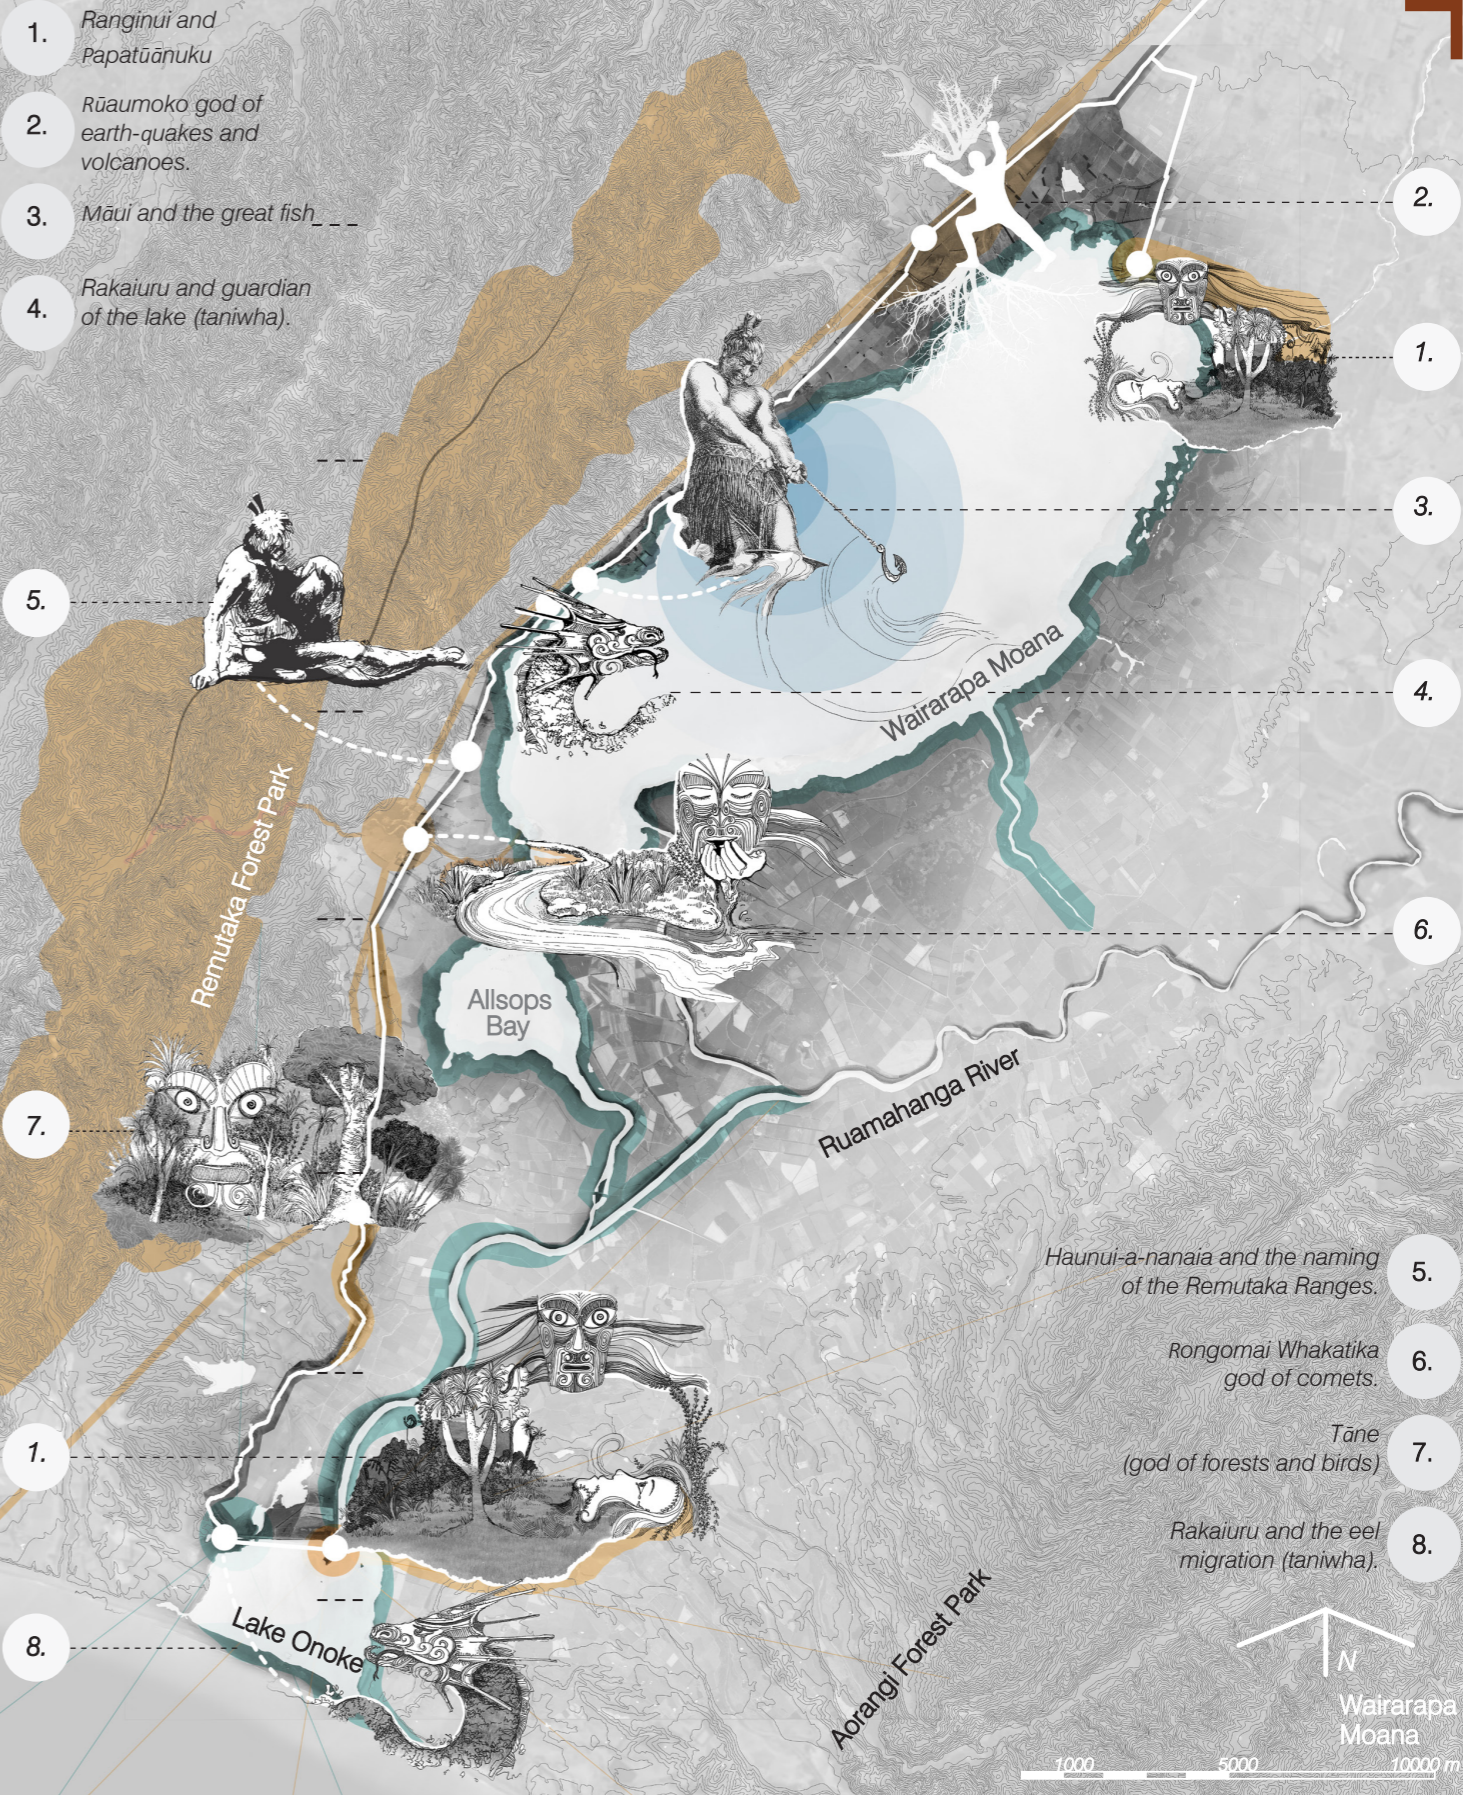 1.
Ranginui and
Papatūānuku
2.
Rūaumoko god of
earth-quakes and
volcanoes.
3.
Māui and the great fish
4.
Rakaiuru and guardian
of the lake (taniwha).
2.
1.
3.
5.
4.
Wairarapa Moana
Remutaka Forest Park
6.
Allsops
Bay
Ruamahanga River
7.
Haunui-a-nanaia and the naming
of the Remutaka Ranges.
5.
Rongomai Whakatika
god of comets.
6.
Tāne
(god of forests and birds)
7.
1.
Rakaiuru and the eel
migration (taniwha).
8.
Lake Onoke
8.
Aorangi Forest Park
N
Wairarapa
Moana
1000 5000 10000 m